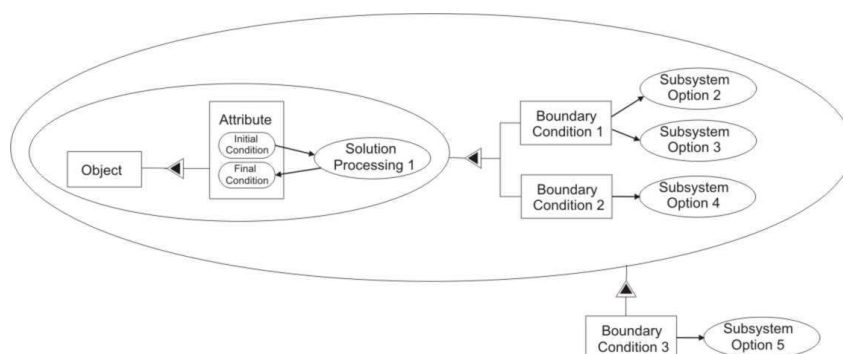 Object
Attribute
Initial
Condition
Final
Condition
Solution
Processing 1
Boundary
Condition 1
Subsystem
Option 2
Subsystem
Option 3
Boundary
Condition 2
Subsystem
Option 4
Boundary
Condition 3
Subsystem
Option 5